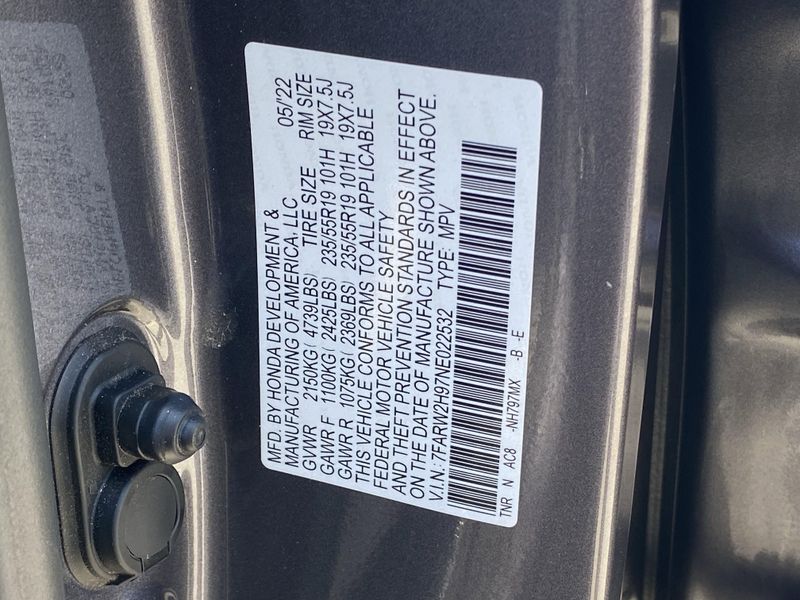 MFD. BY HONDA DEVELOPMENT &
MANUFACTURING OF AMERICA, LLC 05/'22
GVWR 2150KG( 4739LBS) TIRE SIZE RIM SIZE
GAWR F 1100KG( 2425LBS) 235/55R19 101H 19X7.5J
GAWR R 1075KG( 2369LBS) 235/55R19 101H 19X7.5J
THIS VEHICLE CONFORMS TO ALL APPLICABLE
FEDERAL MOTOR VEHICLE SAFETY
AND THEFT PREVENTION STANDARDS IN EFFECT
ON THE DATE OF MANUFACTURE SHOWN ABOVE.
V.I.N.:7FARW2H97NE022532 TYPE: MPV
TNR N AC8 -NH797MX -B -E